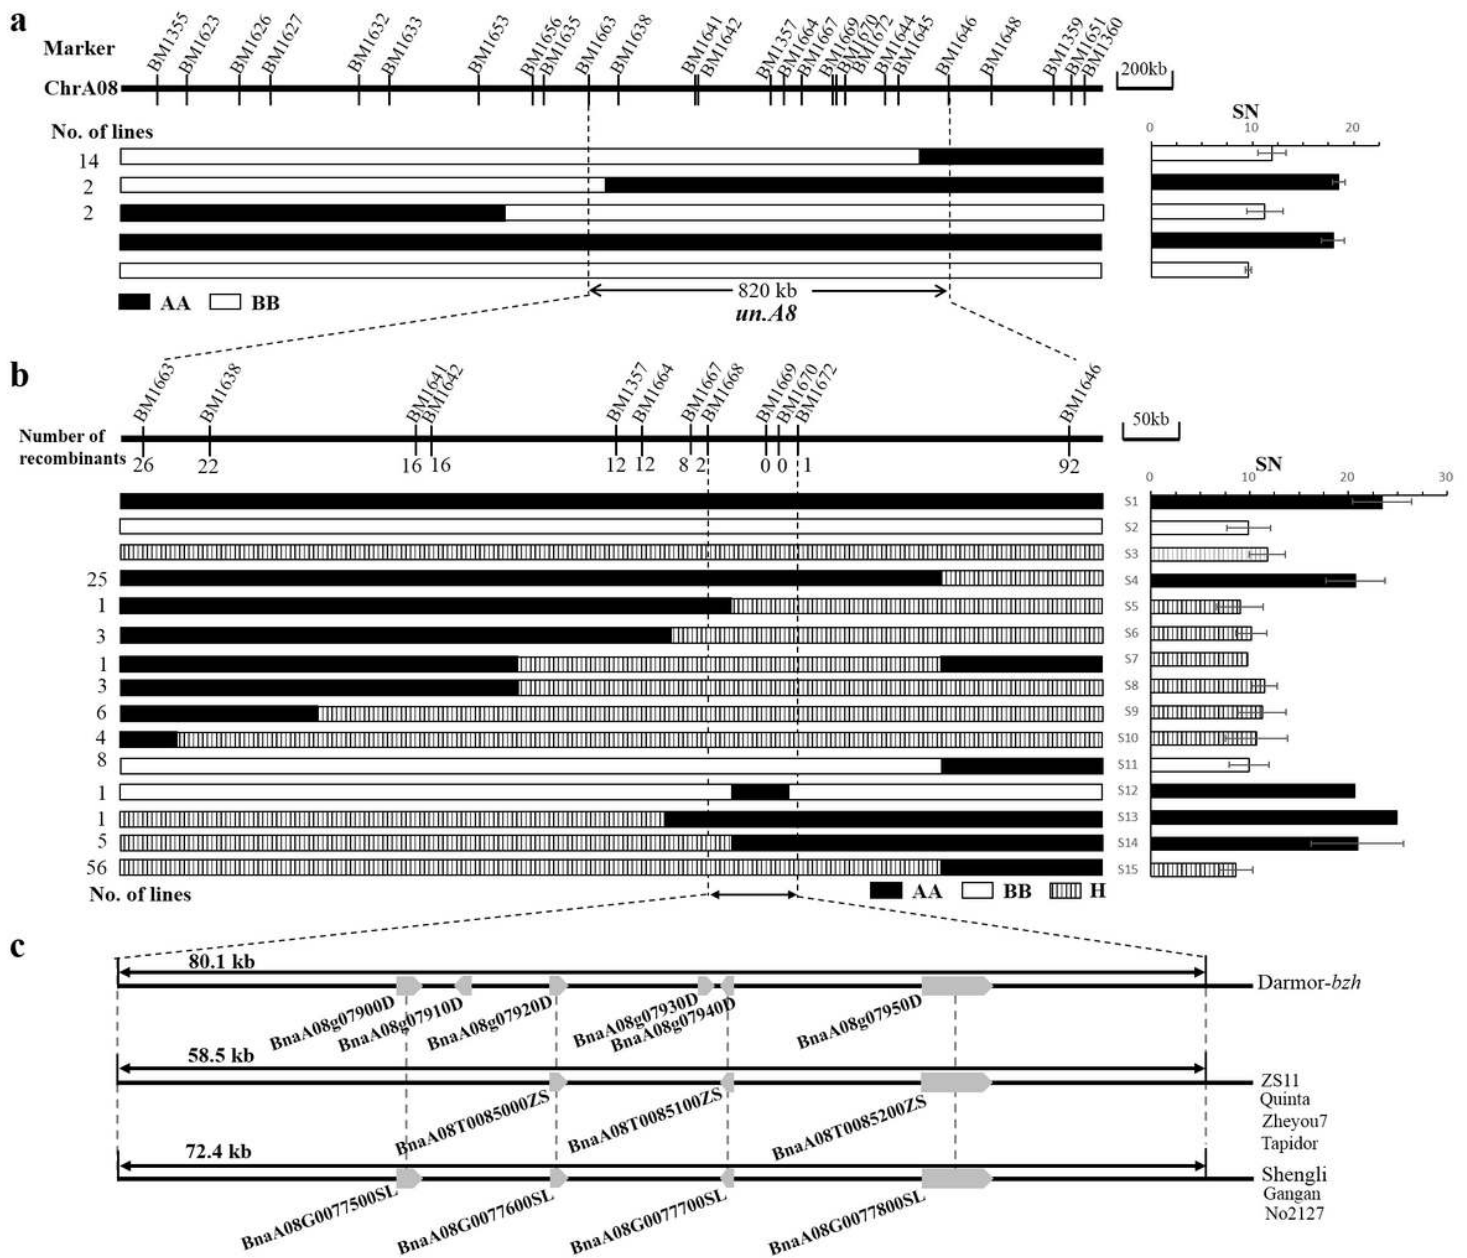 a
Marker
BM1355
BM1623
BM1626
BM1627
BM1632
BM1633
BM1653
BM1656
BM1635
BM1663
BM1638
BM1641
BM1642
BM1357
BM1664
BM1667
BM1669
BM1670
BM1672
BM1644
BM1645
BM1646
BM1648
BM1359
BM1651
BM1360
ChrA08
200kb
No. of lines
SN
0 10 20
14
2
2
AA BB
820 kb
un.A8
b
BM1663
BM1638
BM1641
BM1642
BM1357
BM1664
BM1667
BM1668
BM1669
BM1670
BM1672
BM1646
50kb
Number of
recombinants
26 22 16 16 12 12 8 2 0 0 1 92
SN
0 10 20 30
S1
S2
S3
25 S4
1 S5
3 S6
1 S7
3 S8
6 S9
4 S10
8 S11
1 S12
1 S13
5 S14
56 S15
No. of lines
AA BB H
c
80.1 kb
Darmor-bzh
BnaA08g07900D
BnaA08g07910D
BnaA08g07920D
BnaA08g07930D
BnaA08g07940D
BnaA08g07950D
58.5 kb
ZS11
Quinta
Zheyou7
Tapidor
BnaA08T0085000ZS
BnaA08T0085100ZS
BnaA08T0085200ZS
72.4 kb
Shengli
Gangan
No2127
BnaA08G0077500SL
BnaA08G0077600SL
BnaA08G0077700SL
BnaA08G0077800SL